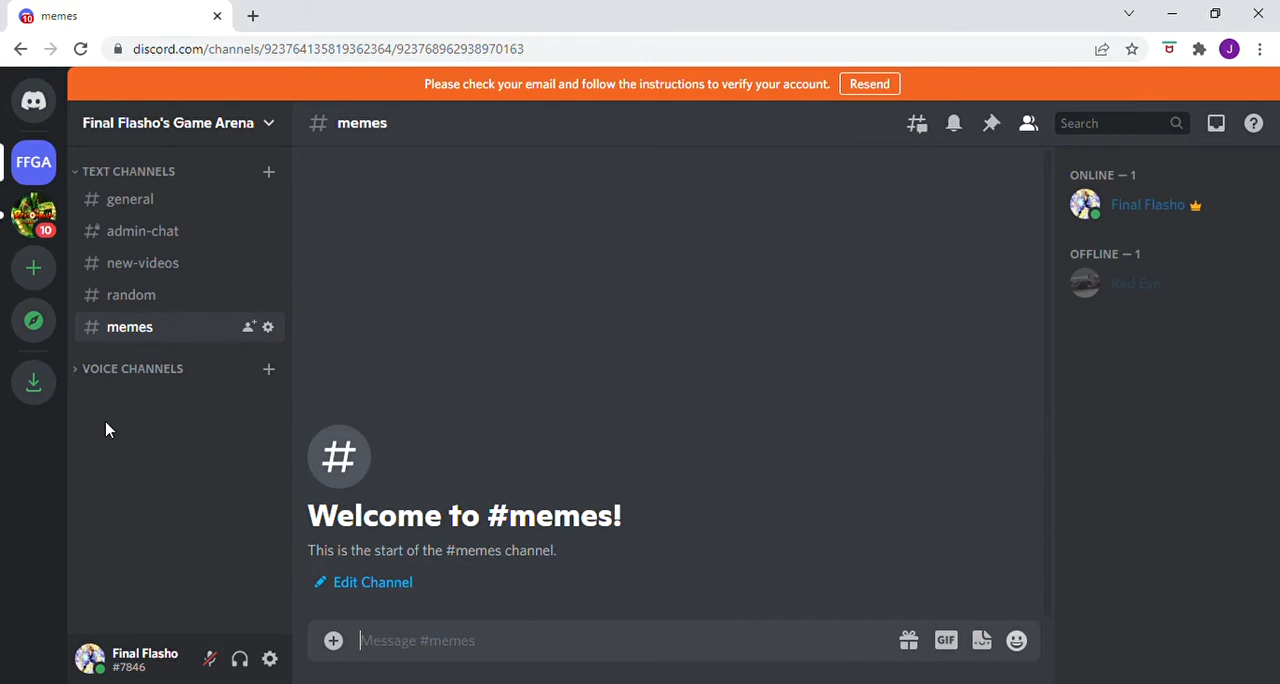 memes
discord.com/channels/923764135819362364/923768962938970163
J
Please check your email and follow the instructions to verify your account. Resend
FFGA
10
Final Flasho's Game Arena
TEXT CHANNELS
general
admin-chat
new-videos
random
memes
VOICE CHANNELS
Final Flasho
#7846
# memes
Search
#
Welcome to #memes!
This is the start of the #memes channel.
Edit Channel
Message #memes
GIF
ONLINE — 1
Final Flasho
OFFLINE — 1
Red Eye